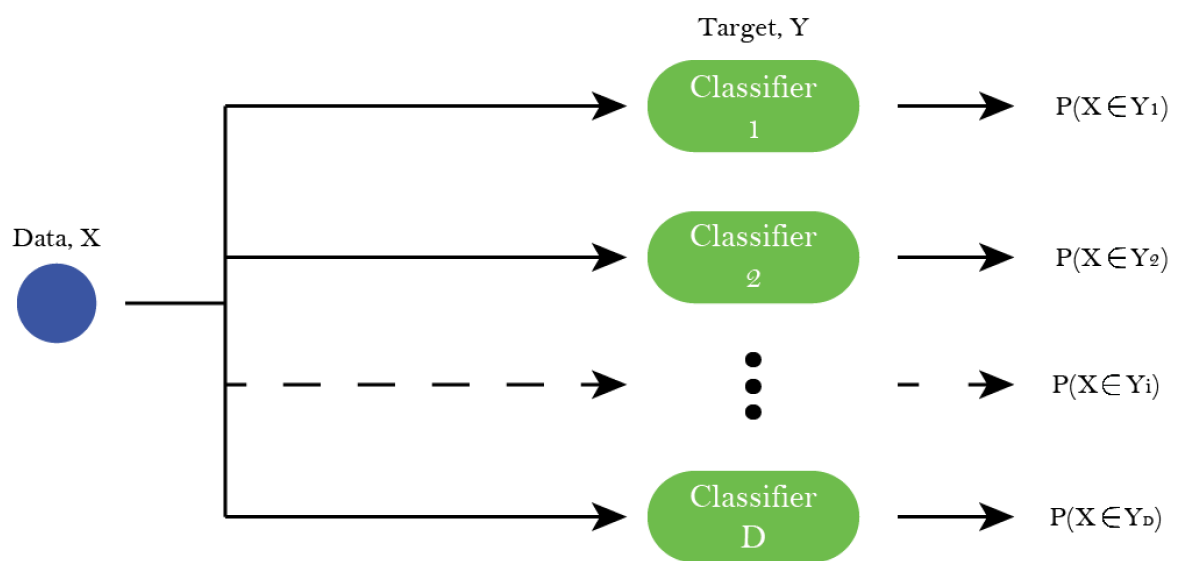 Target, Y
Classifier
1
P(X∈Y1)
Data, X
Classifier
2
P(X∈Y2)
P(X∈Yi)
Classifier
D
P(X∈YD)